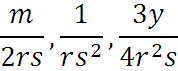 m/2rs, 1/rs², 3y/4r²s